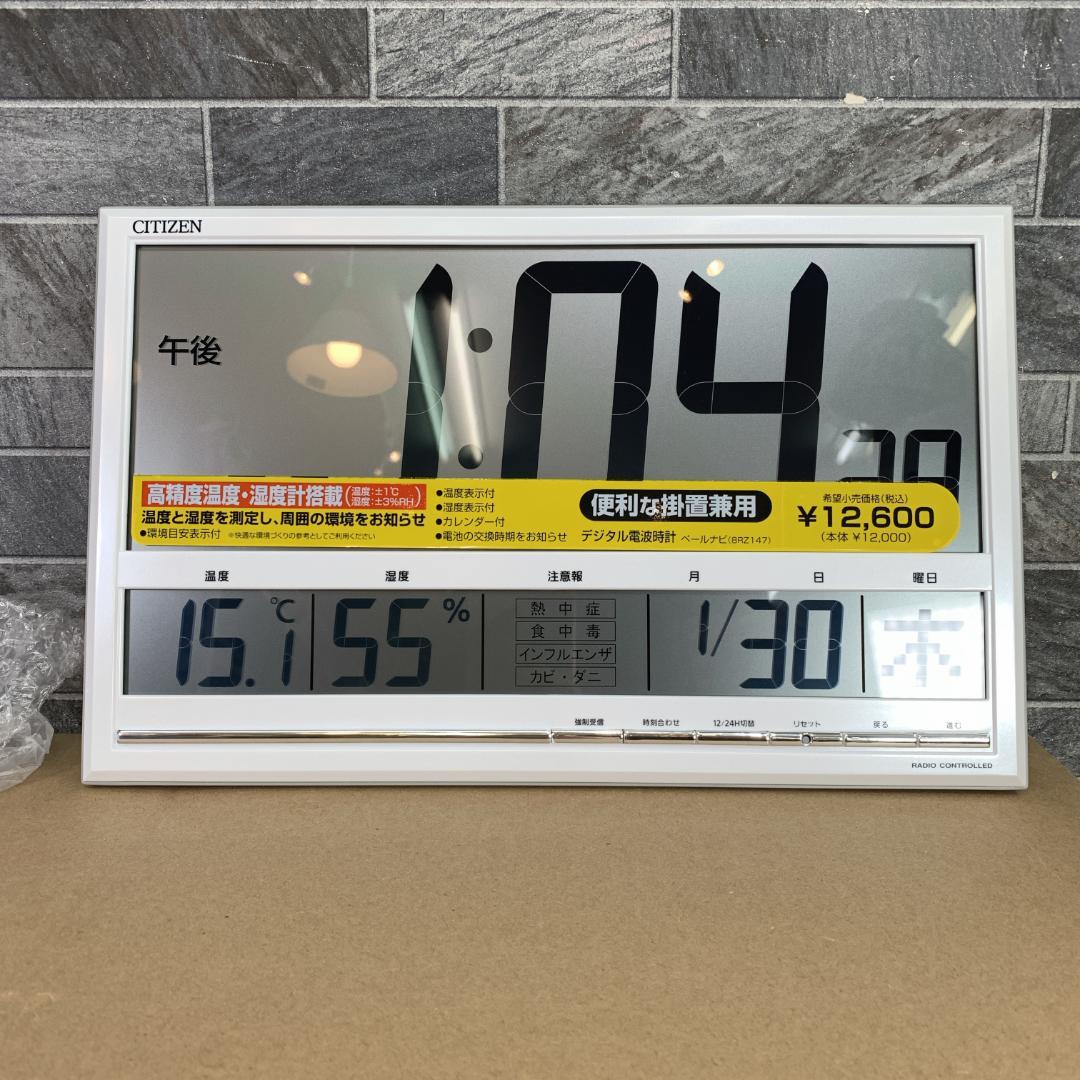 CITIZEN
午後
1:04
高精度温度・湿度計搭載(温度:±1℃ 湿度:±3%RH)
温度と湿度を測定し、周囲の環境をお知らせ
●環境目安表示付 ※快適な環境づくりの参考としてご利用ください
●温度表示付
●湿度表示付
●カレンダー付
●電池の交換時期をお知らせ
便利な掛置兼用
デジタル電波時計 ペールナビ(8RZ147)
希望小売価格(税込)
¥12,600
(本体 ¥12,000)
温度 湿度 注意報 月 日 曜日
15.1℃ 55% 1/30 木
熱中症
食中毒
インフルエンザ
カビ・ダニ
強制受信 時刻合わせ 12/24H切替 リセット 戻る 進む
RADIO CONTROLLED